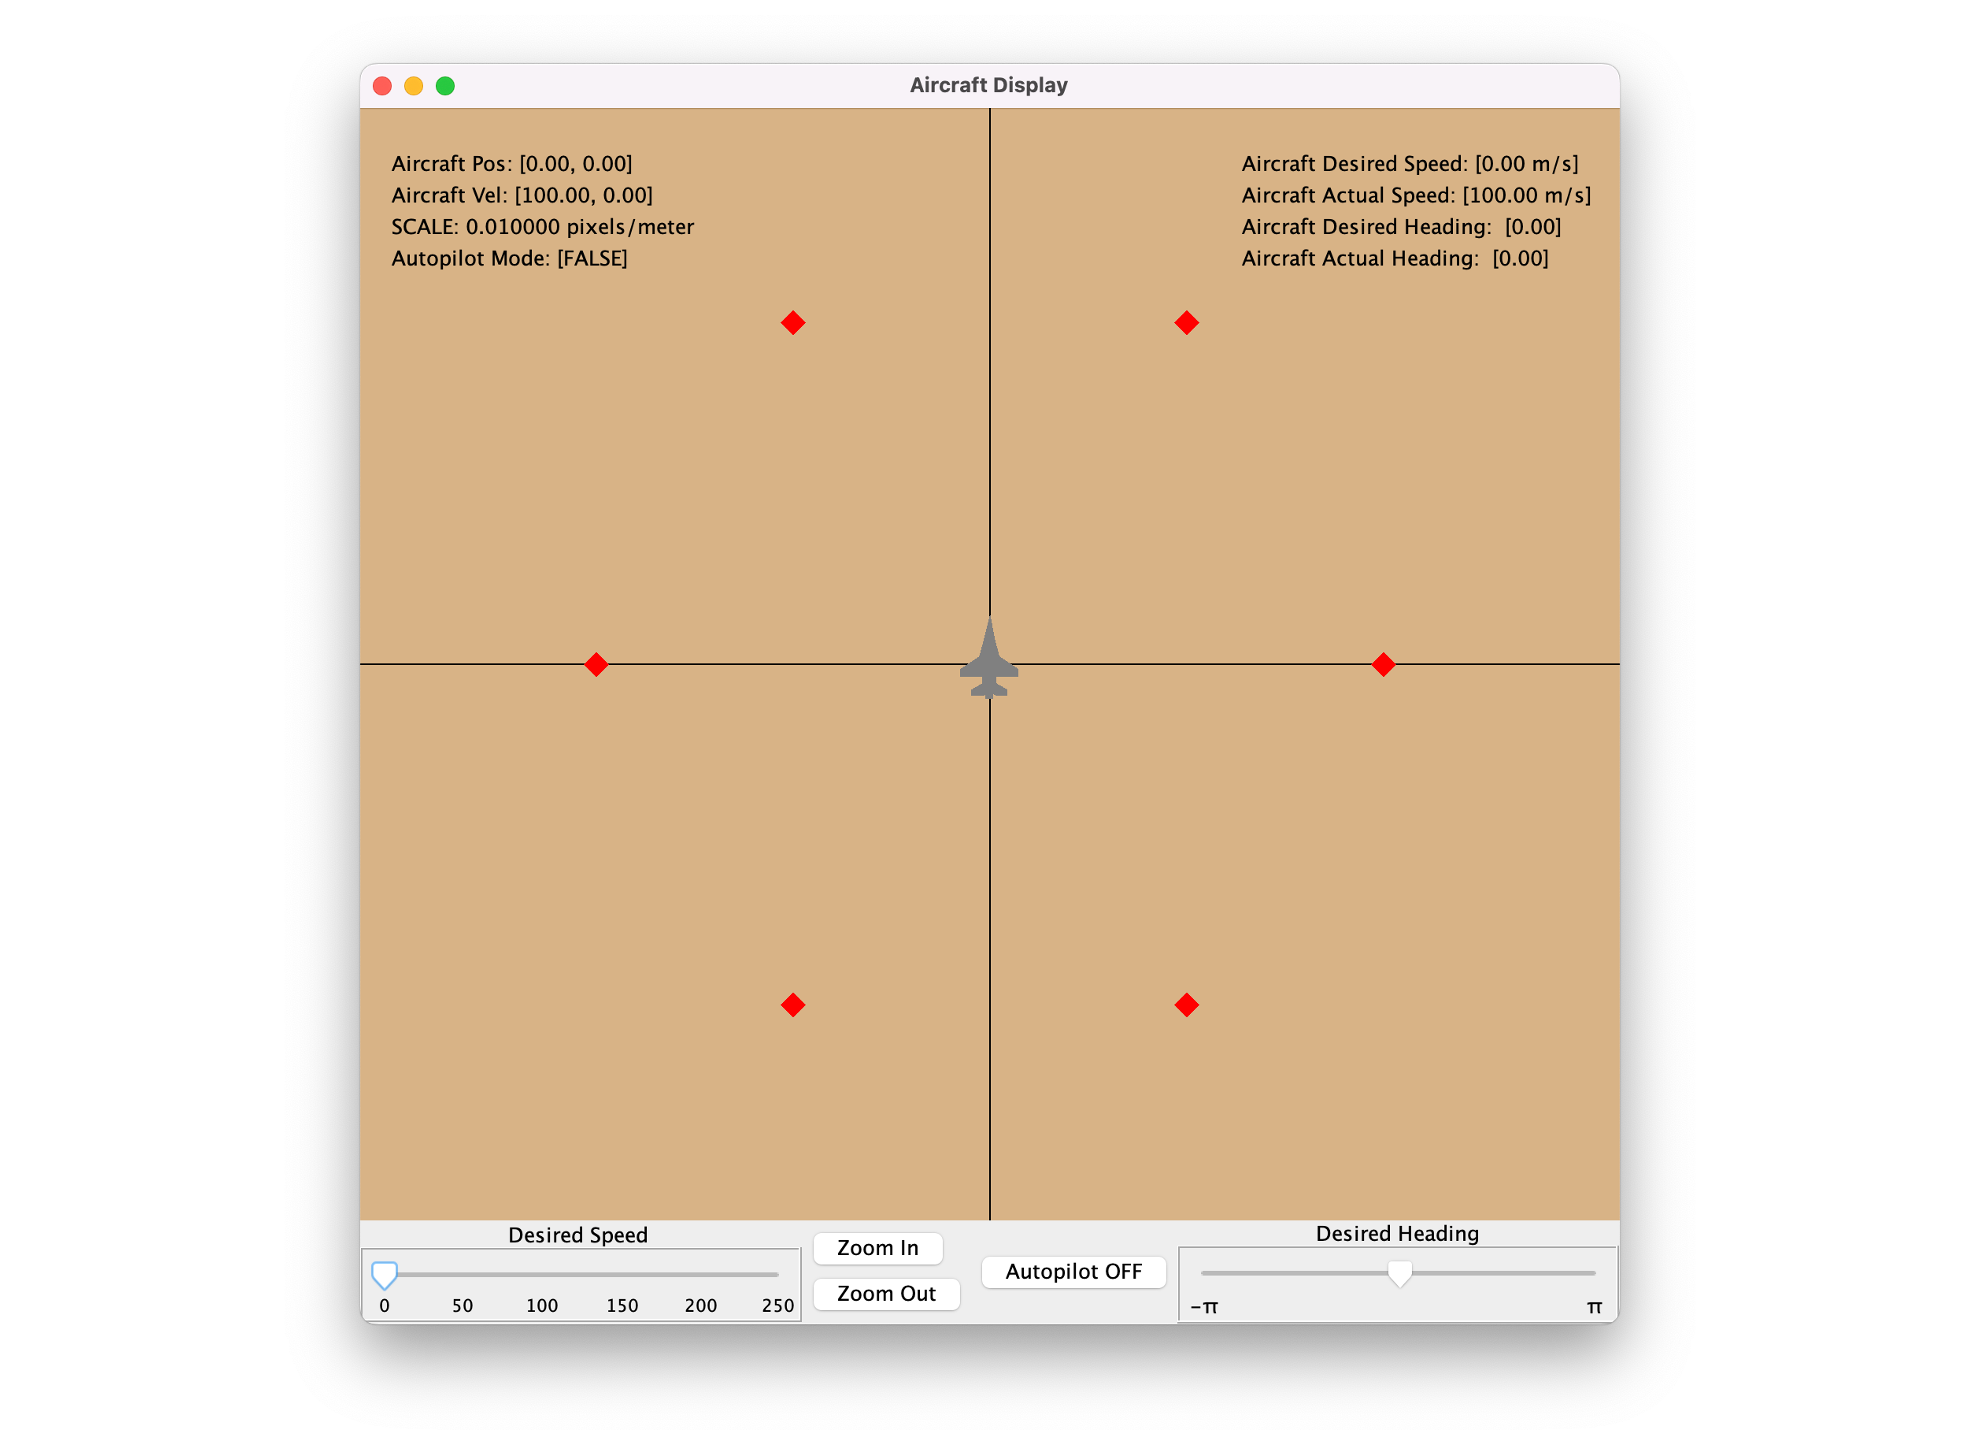 Aircraft Display
Aircraft Pos: [0.00, 0.00]
Aircraft Vel: [100.00, 0.00]
SCALE: 0.010000 pixels/meter
Autopilot Mode: [FALSE]
Aircraft Desired Speed: [0.00 m/s]
Aircraft Actual Speed: [100.00 m/s]
Aircraft Desired Heading:  [0.00]
Aircraft Actual Heading:  [0.00]
Desired Speed
0 50 100 150 200 250
Zoom In
Zoom Out
Autopilot OFF
Desired Heading
-π π